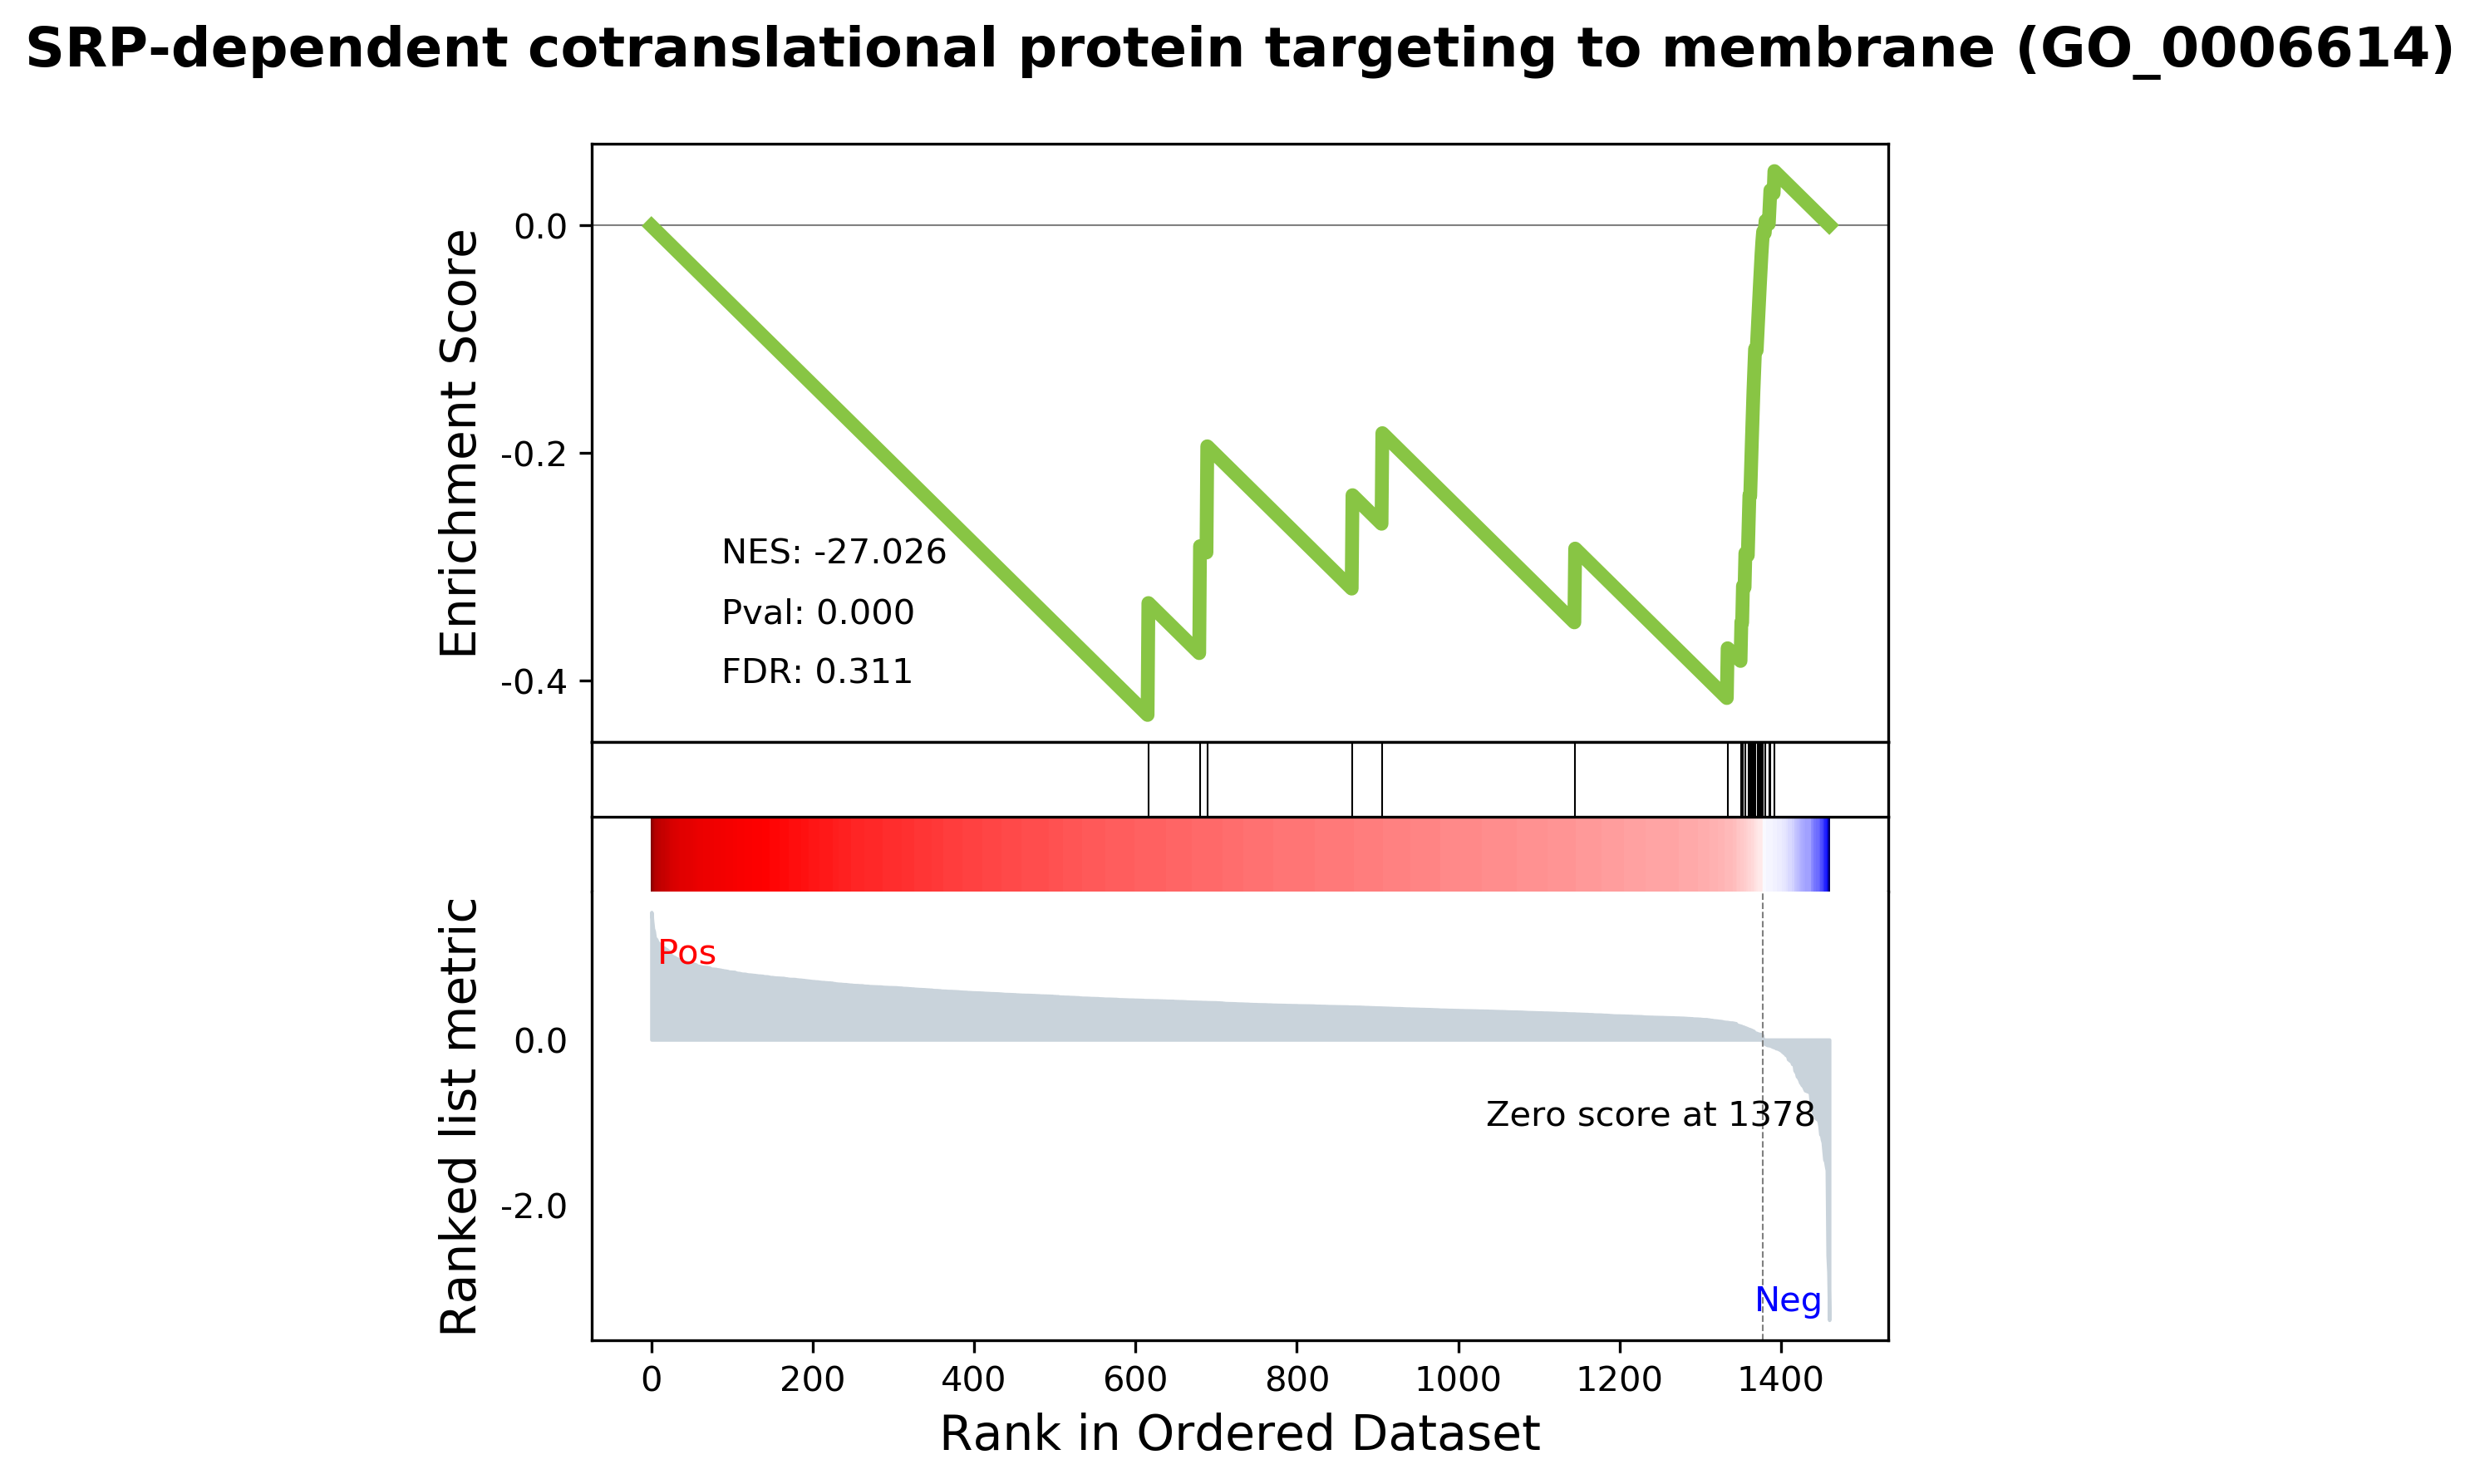 SRP-dependent cotranslational protein targeting to membrane (GO_0006614)
Enrichment Score
0.0
-0.2
-0.4
NES: -27.026
Pval: 0.000
FDR: 0.311
Ranked list metric
Pos
0.0
Zero score at 1378
-2.0
Neg
0 200 400 600 800 1000 1200 1400
Rank in Ordered Dataset